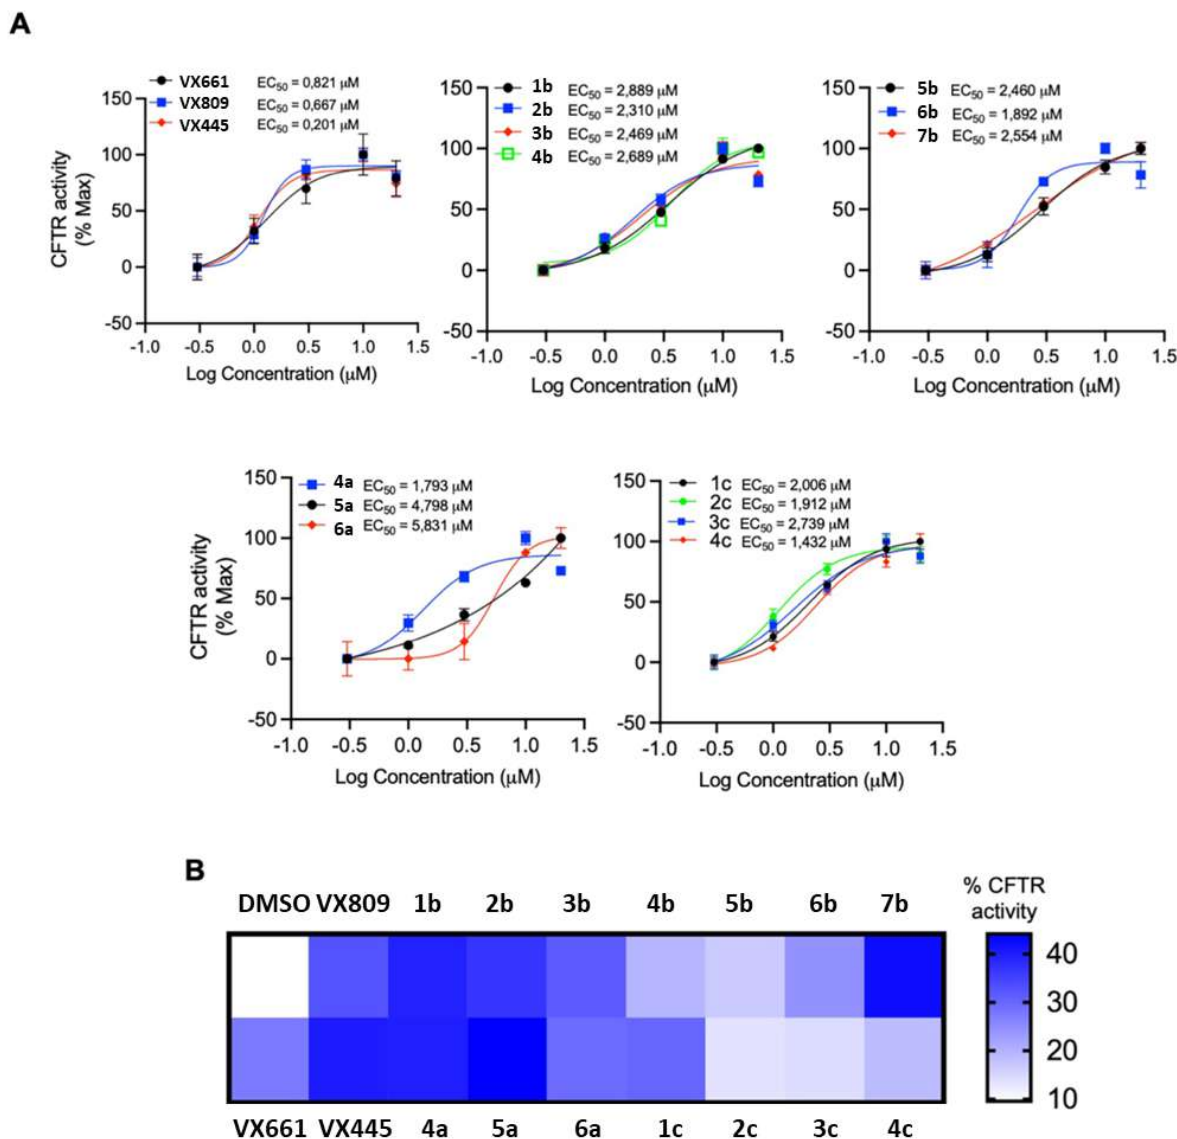 A
VX661 EC50 = 0,821 μM
VX809 EC50 = 0,667 μM
VX445 EC50 = 0,201 μM
150
100
50
0
-50
-1.0 -0.5 0.0 0.5 1.0 1.5
CFTR activity
(% Max)
Log Concentration (μM)
1b EC50 = 2,889 μM
2b EC50 = 2,310 μM
3b EC50 = 2,469 μM
4b EC50 = 2,689 μM
150
100
50
0
-50
-1.0 -0.5 0.0 0.5 1.0 1.5
Log Concentration (μM)
5b EC50 = 2,460 μM
6b EC50 = 1,892 μM
7b EC50 = 2,554 μM
150
100
50
0
-50
-1.0 -0.5 0.0 0.5 1.0 1.5
Log Concentration (μM)
4a EC50 = 1,793 μM
5a EC50 = 4,798 μM
6a EC50 = 5,831 μM
150
100
50
0
-50
-1.0 -0.5 0.0 0.5 1.0 1.5
CFTR activity
(% Max)
Log Concentration (μM)
1c EC50 = 2,006 μM
2c EC50 = 1,912 μM
3c EC50 = 2,739 μM
4c EC50 = 1,432 μM
150
100
50
0
-50
-1.0 -0.5 0.0 0.5 1.0 1.5
Log Concentration (μM)
B
DMSO VX809 1b 2b 3b 4b 5b 6b 7b
VX661 VX445 4a 5a 6a 1c 2c 3c 4c
% CFTR
activity
40
30
20
10